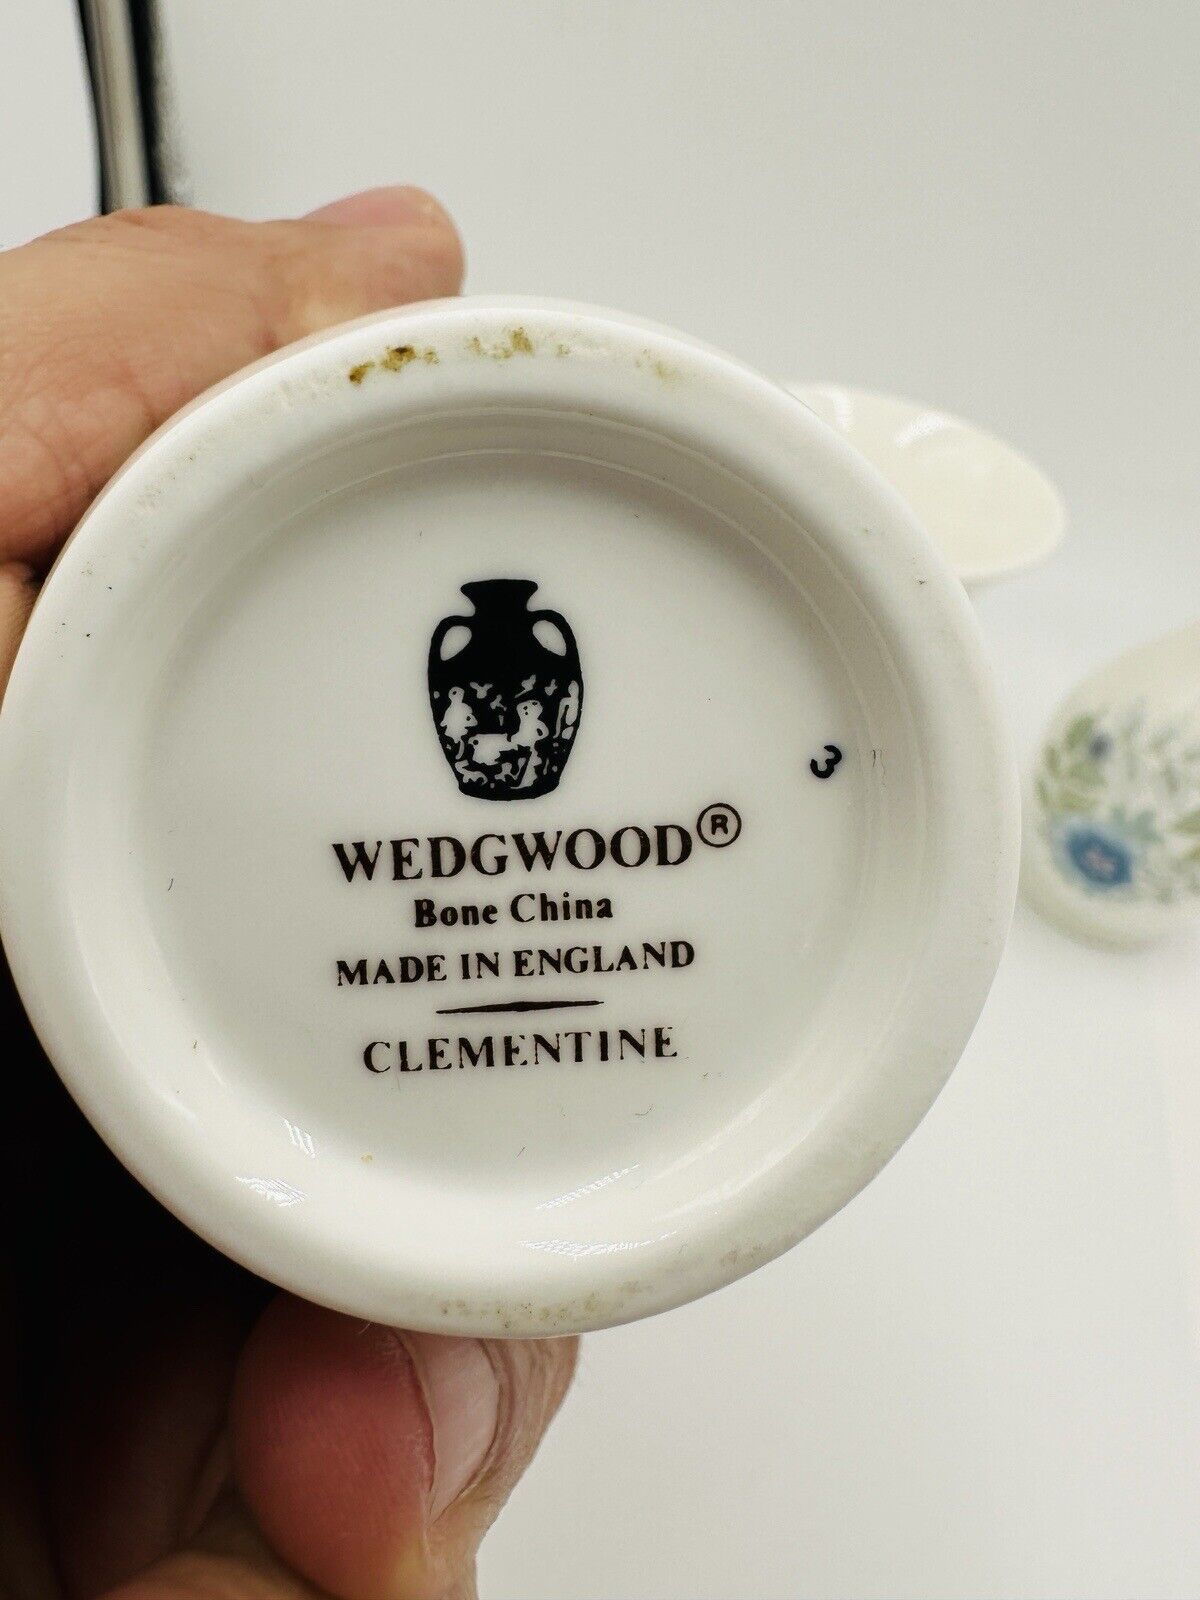 3
WEDGWOOD®
Bone China
MADE IN ENGLAND
CLEMENTINE